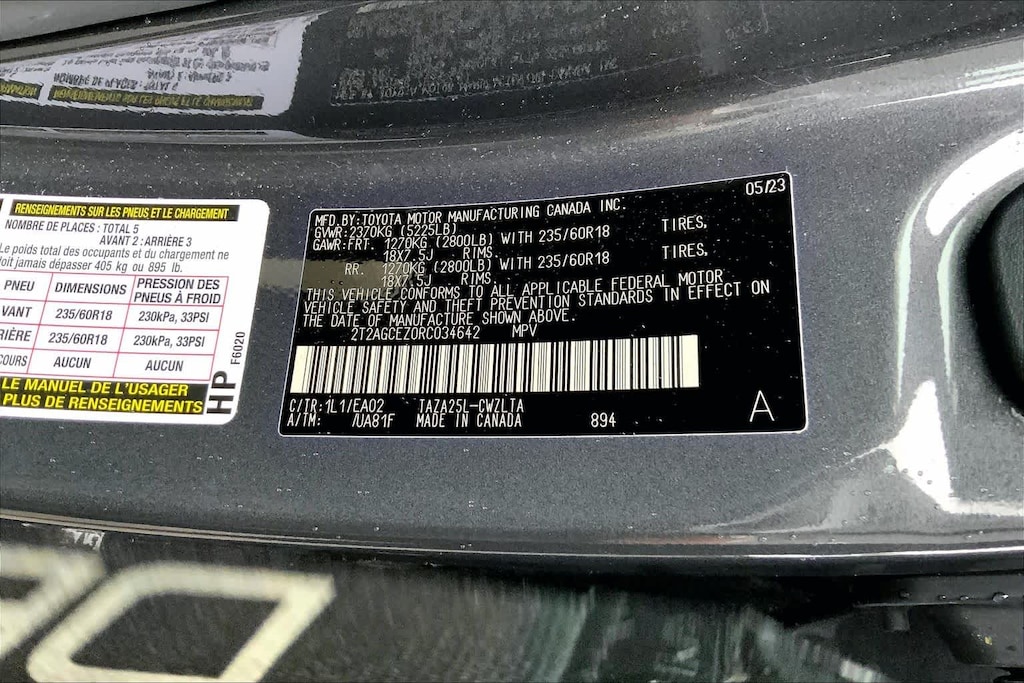 RENSEIGNEMENTS SUR LES PNEUS ET LE CHARGEMENT
NOMBRE DE PLACES : TOTAL 5
AVANT 2 : ARRIÈRE 3
Le poids total des occupants et du chargement ne
doit jamais dépasser 405 kg ou 895 lb.
PNEU DIMENSIONS PRESSION DES PNEUS À FROID
VANT 235/60R18 230kPa, 33PSI
RIÈRE 235/60R18 230kPa, 33PSI
COURS AUCUN AUCUN
LE MANUEL DE L'USAGER
PLUS DE RENSEIGNEMENTS
HP
F6020
05/23
MFD.BY:TOYOTA MOTOR MANUFACTURING CANADA INC.
GVWR:2370KG (5225LB)
GAWR:FRT. 1270KG (2800LB) WITH 235/60R18 TIRES.
18X7.5J RIMS.
RR. 1270KG (2800LB) WITH 235/60R18 TIRES.
18X7.5J RIMS.
THIS VEHICLE CONFORMS TO ALL APPLICABLE FEDERAL MOTOR
VEHICLE SAFETY AND THEFT PREVENTION STANDARDS IN EFFECT ON
THE DATE OF MANUFACTURE SHOWN ABOVE.
2T2AGCEZ0RC034642 MPV
C/TR:1L1/EA02 TAZA25L-CWZLTA
A/TM: /UA81F MADE IN CANADA 894
A